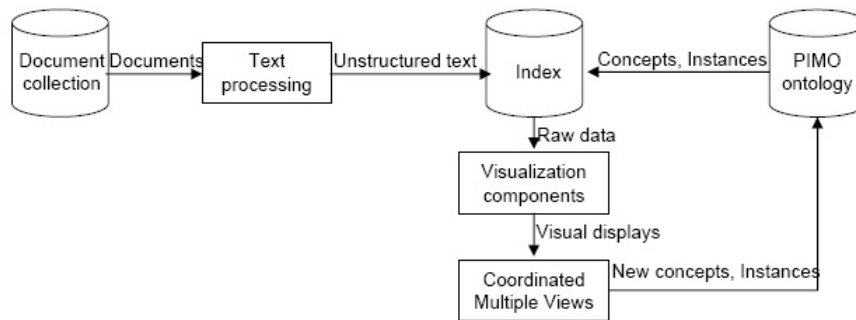 Document
collection
Documents
Text
processing
Unstructured text
Index
Concepts, Instances
PIMO
ontology
Raw data
Visualization
components
Visual displays
Coordinated
Multiple Views
New concepts, Instances